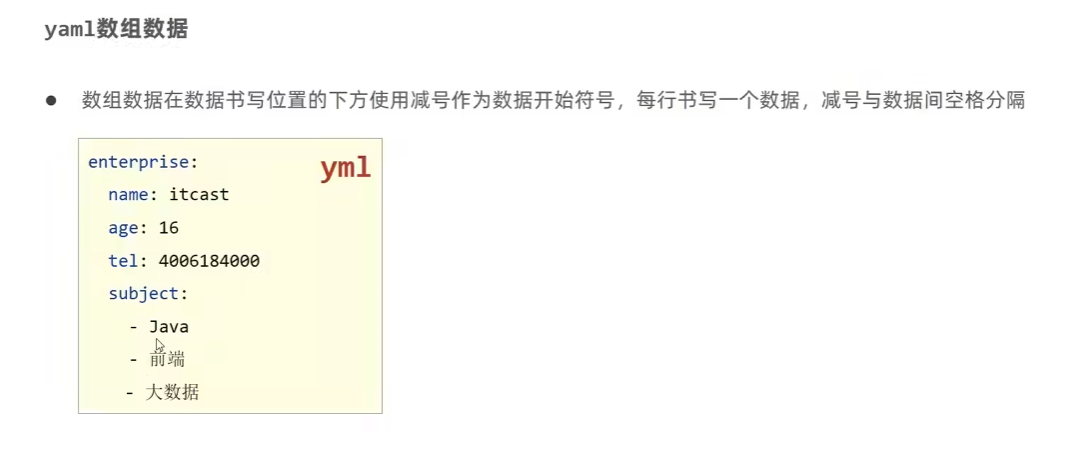 yaml数组数据
● 数组数据在数据书写位置的下方使用减号作为数据开始符号，每行书写一个数据，减号与数据间空格分隔
yml
enterprise:
  name: itcast
  age: 16
  tel: 4006184000
  subject:
    - Java
    - 前端
    - 大数据